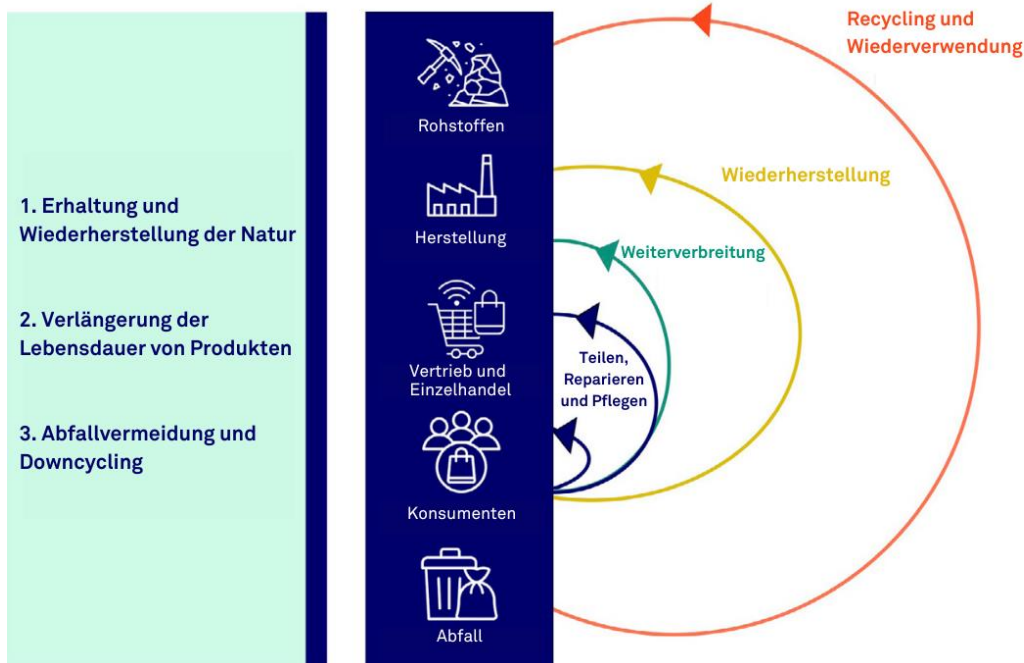 1. Erhaltung und
Wiederherstellung der Natur
2. Verlängerung der
Lebensdauer von Produkten
3. Abfallvermeidung und
Downcycling
Rohstoffen
Herstellung
Vertrieb und
Einzelhandel
Konsumenten
Abfall
Recycling und
Wiederverwendung
Wiederherstellung
Weiterverbreitung
Teilen,
Reparieren
und Pflegen